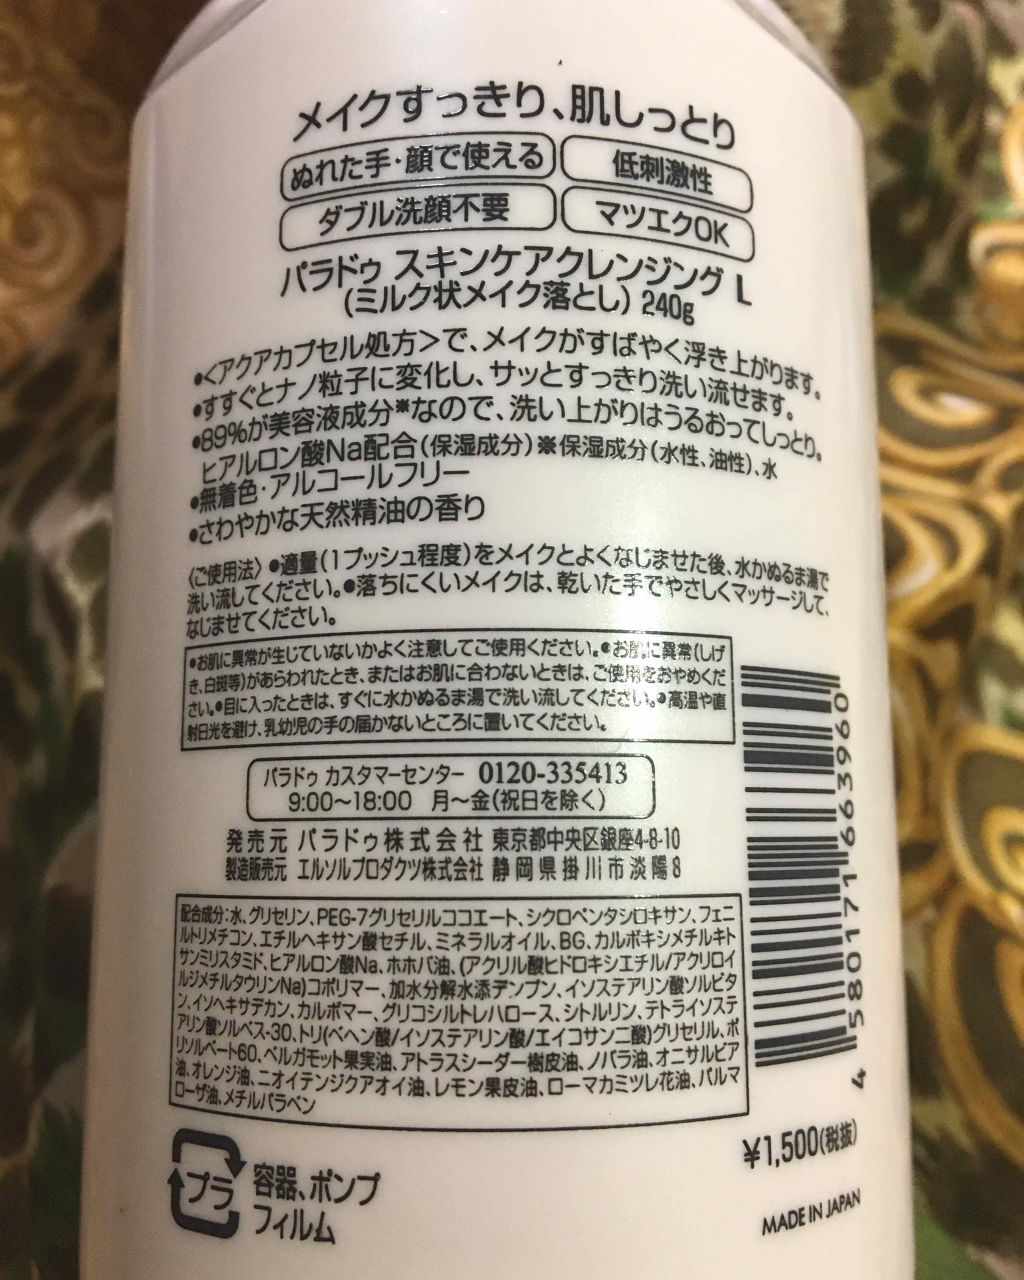 メイクすっきり、肌しっとり
ぬれた手・顔で使える 低刺激性
ダブル洗顔不要 マツエクOK
パラドゥ スキンケアクレンジング L
(ミルク状メイク落とし) 240g
●<アクアカプセル処方>で、メイクがすばやく浮き上がります。
●すすぐとナノ粒子に変化し、サッとすっきり洗い流せます。
●89%が美容液成分※なので、洗い上がりはうるおってしっとり。
ヒアルロン酸Na配合(保湿成分)※保湿成分(水性、油性)、水
●無着色・アルコールフリー
●さわやかな天然精油の香り
〈ご使用法〉●適量(1プッシュ程度)をメイクとよくなじませた後、水かぬるま湯で
洗い流してください。●落ちにくいメイクは、乾いた手でやさしくマッサージして、
なじませてください。
●お肌に異常が生じていないかよく注意してご使用ください。●お肌に異常(しげ
き、白斑等)があらわれたとき、またはお肌に合わないときは、ご使用をおやめくだ
さい。●目に入ったときは、すぐに水かぬるま湯で洗い流してください。●高温や直
射日光を避け、乳幼児の手の届かないところに置いてください。
パラドゥ カスタマーセンター 0120-335413
9:00〜18:00 月〜金(祝日を除く)
発売元 パラドゥ株式会社 東京都中央区銀座4-8-10
製造販売元 エルソルプロダクツ株式会社 静岡県掛川市淡陽8
配合成分:水、グリセリン、PEG-7グリセリルココエート、シクロペンタシロキサン、フェニ
ルトリメチコン、エチルヘキサン酸セチル、ミネラルオイル、BG、カルボキシメチルキト
サンミリスタミド、ヒアルロン酸Na、ホホバ油、(アクリル酸ヒドロキシエチル/アクリロイ
ルジメチルタウリンNa)コポリマー、加水分解水添デンプン、イソステアリン酸ソルビタ
ン、イソヘキサデカン、カルボマー、グリコシルトレハロース、シトルリン、テトライソステ
アリン酸ソルベス-30、トリ(ベヘン酸/イソステアリン酸/エイコサン二酸)グリセリル、ポ
リソルベート60、ベルガモット果実油、アトラスシーダー樹皮油、ノバラ油、オニサルビア
油、オレンジ油、ニオイテンジクアオイ油、レモン果皮油、ローマカミツレ花油、パルマ
ローザ油、メチルパラベン
4 580171 663960
¥1,500(税抜)
プラ 容器、ポンプ
フィルム
MADE IN JAPAN